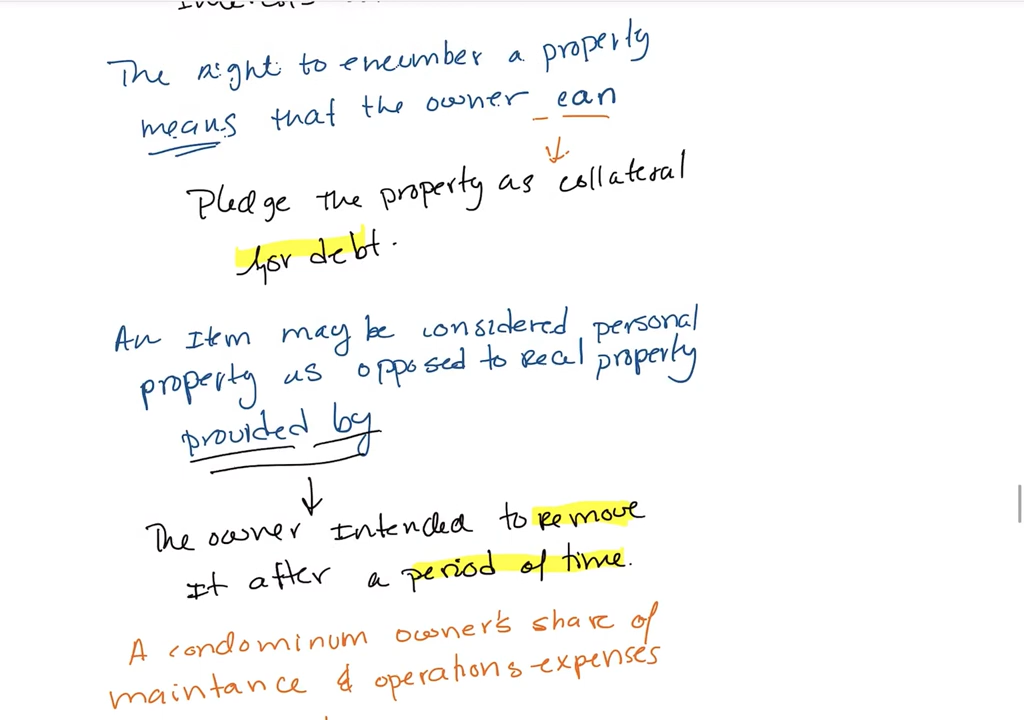 The right to encumber a property
means that the owner can
Pledge the property as collateral
for debt.
An Item may be considered personal
property as opposed to real property
provided by
The owner Intended to Remove
It after a period of time.
A condominum owner's share of
maintance & operations expenses